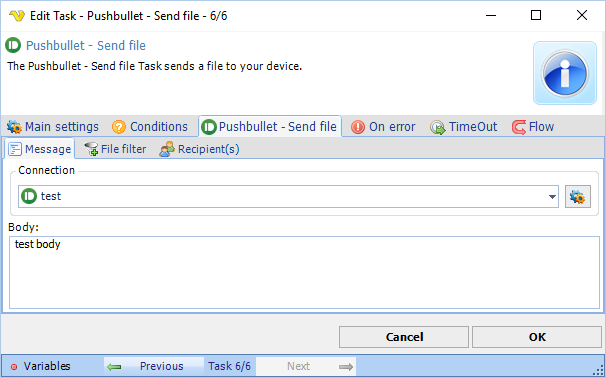 Edit Task - Pushbullet - Send file - 6/6
Pushbullet - Send file
The Pushbullet - Send file Task sends a file to your device.
Main settings Conditions Pushbullet - Send file On error TimeOut Flow
Message File filter Recipient(s)
Connection
test
Body:
test body
Cancel OK
Variables Previous Task 6/6 Next